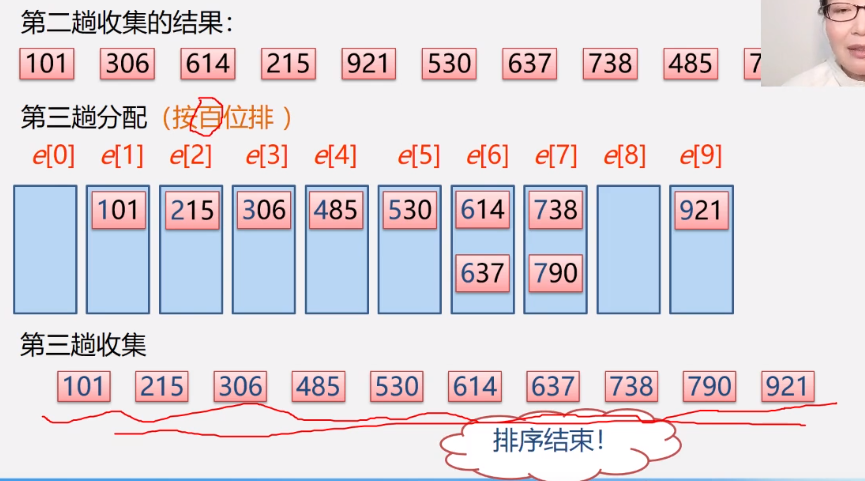 第二趟收集的结果：
101 306 614 215 921 530 637 738 485 7
第三趟分配（按百位排 ）
e[0] e[1] e[2] e[3] e[4] e[5] e[6] e[7] e[8] e[9]
101 215 306 485 530 614 738 921
637 790
第三趟收集
101 215 306 485 530 614 637 738 790 921
排序结束！